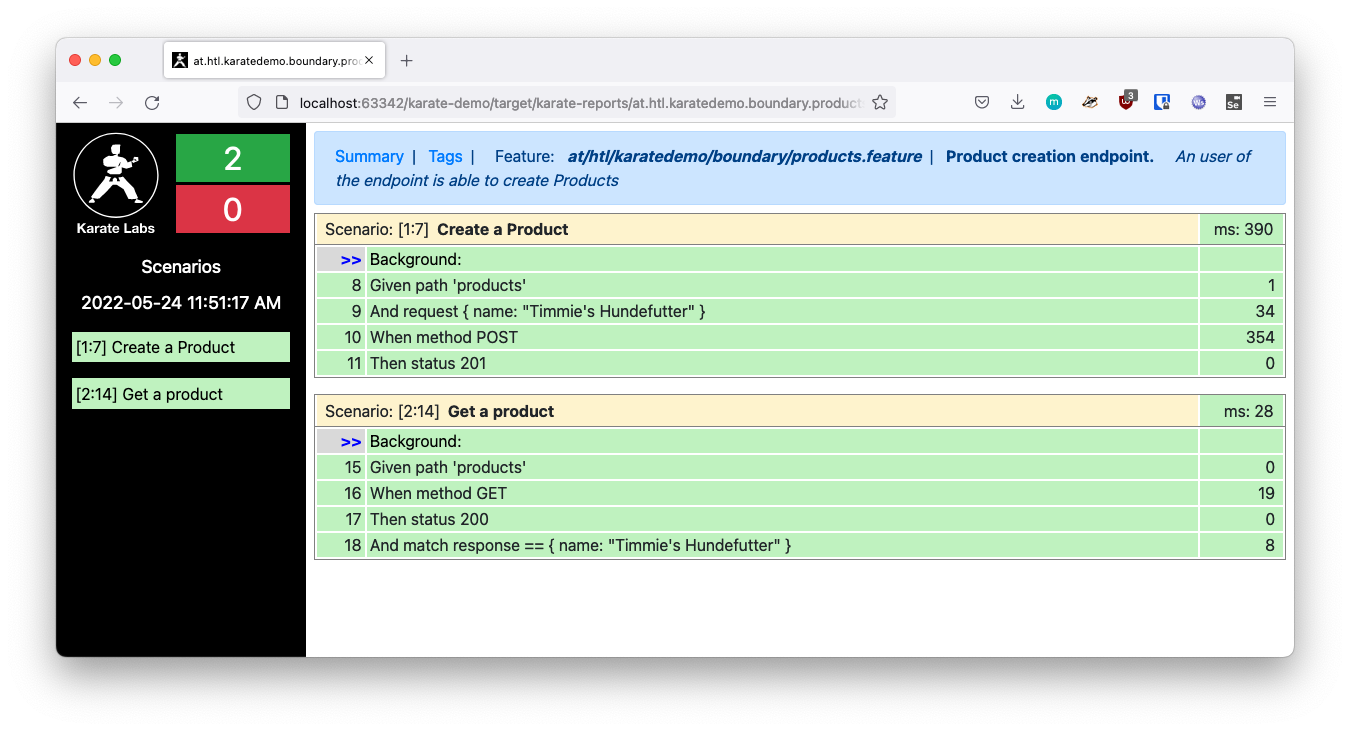 at.htl.karatedemo.boundary.proc
localhost:63342/karate-demo/target/karate-reports/at.htl.karatedemo.boundary.product
m
3
Ws
Se
Karate Labs
2
0
Scenarios
2022-05-24 11:51:17 AM
[1:7] Create a Product
[2:14] Get a product
Summary | Tags | Feature: at/htl/karatedemo/boundary/products.feature | Product creation endpoint. An user of
the endpoint is able to create Products
Scenario: [1:7] Create a Product ms: 390
>> Background:
8 Given path 'products' 1
9 And request { name: "Timmie's Hundefutter" } 34
10 When method POST 354
11 Then status 201 0
Scenario: [2:14] Get a product ms: 28
>> Background:
15 Given path 'products' 0
16 When method GET 19
17 Then status 200 0
18 And match response == { name: "Timmie's Hundefutter" } 8